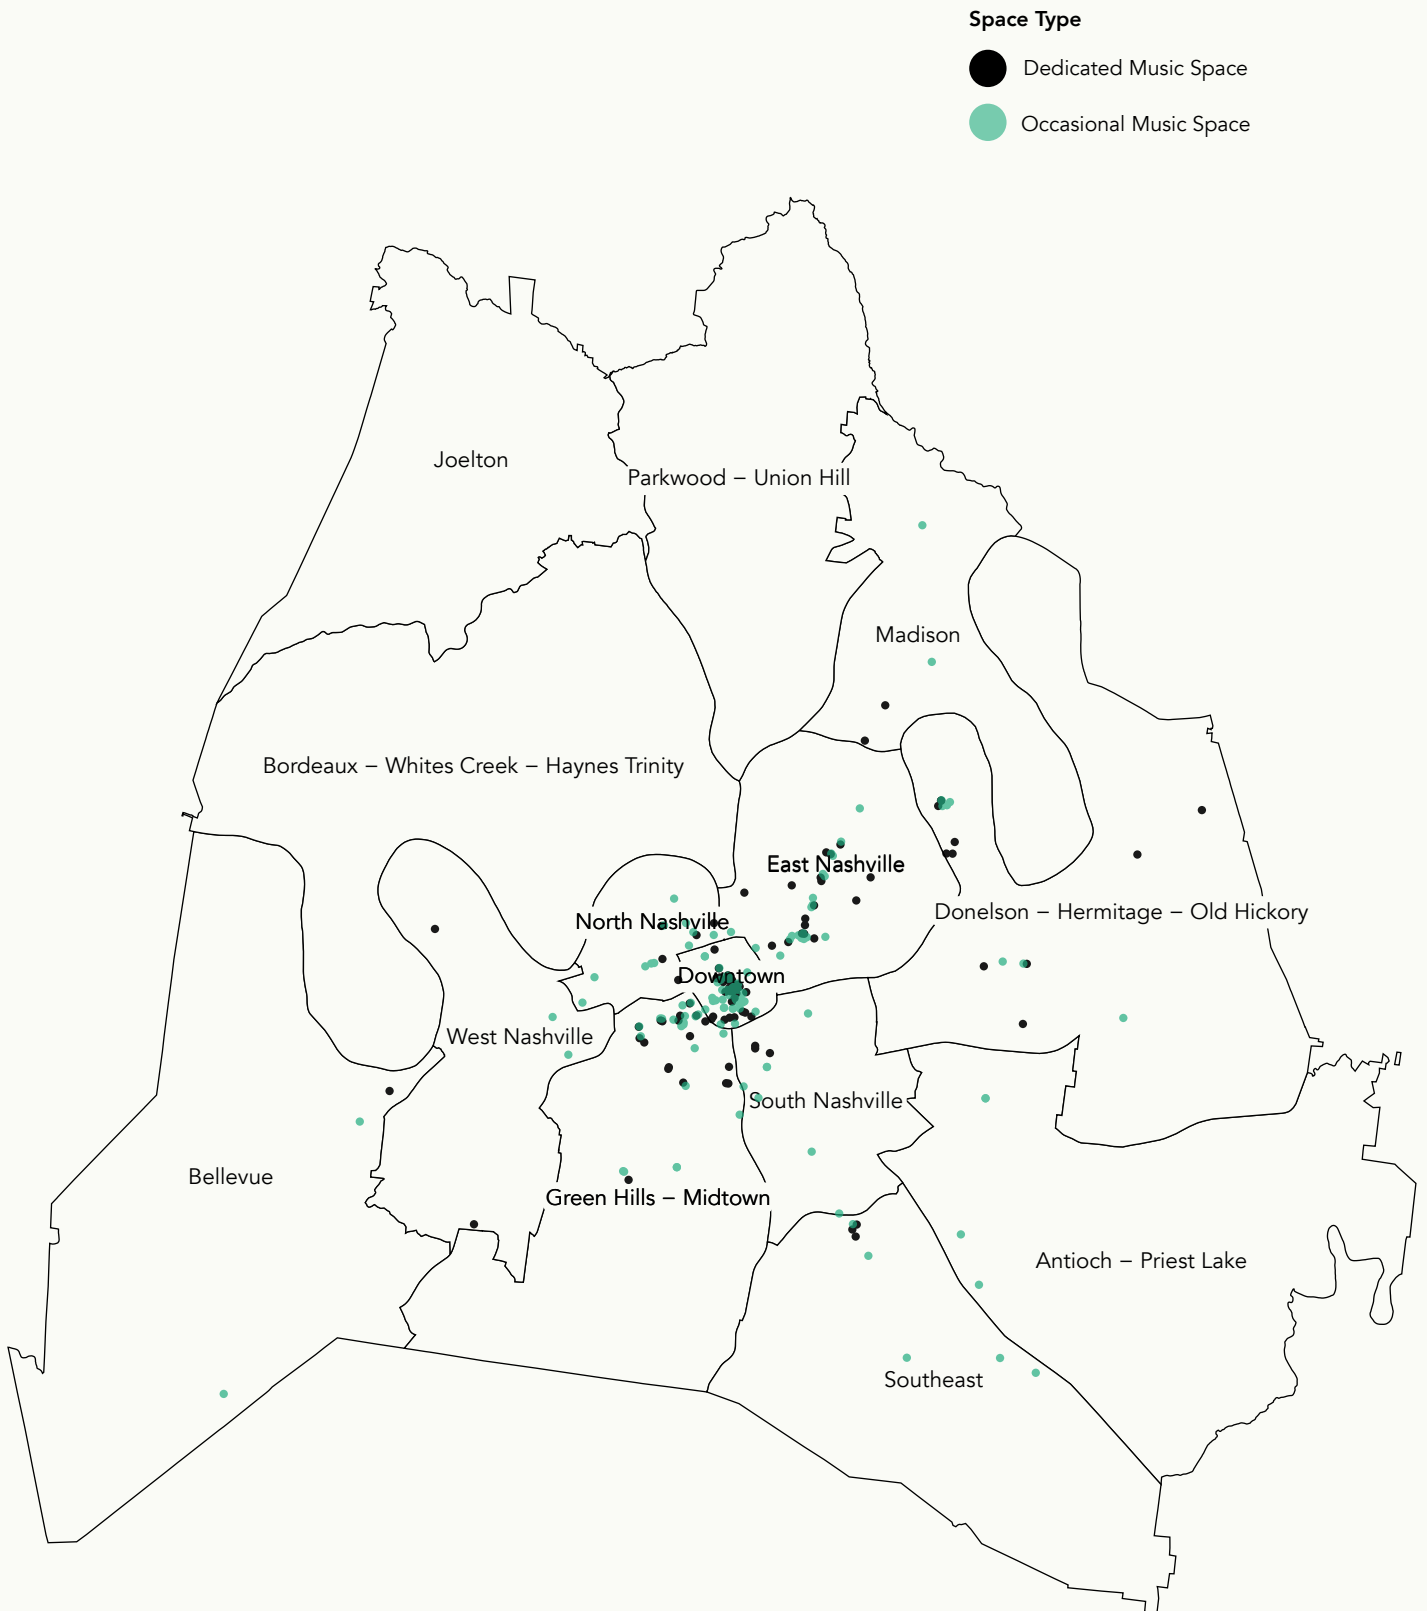 Space Type
Dedicated Music Space
Occasional Music Space
Joelton
Parkwood – Union Hill
Madison
Bordeaux – Whites Creek – Haynes Trinity
East Nashville
Donelson – Hermitage – Old Hickory
North Nashville
Downtown
West Nashville
South Nashville
Bellevue
Green Hills – Midtown
Antioch – Priest Lake
Southeast